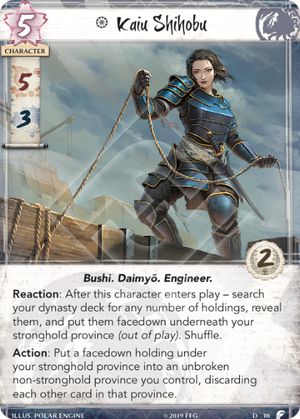 5
Kaiu Shihobu
CHARACTER
5
3
2
Bushi. Daimyō. Engineer.
Reaction: After this character enters play – search
your dynasty deck for any number of holdings, reveal
them, and put them facedown underneath your
stronghold province (out of play). Shuffle.
Action: Put a facedown holding under
your stronghold province into an unbroken
non-stronghold province you control, discarding
each other card in that province.
ILLUS. POLAR ENGINE
©2019 FFG
D